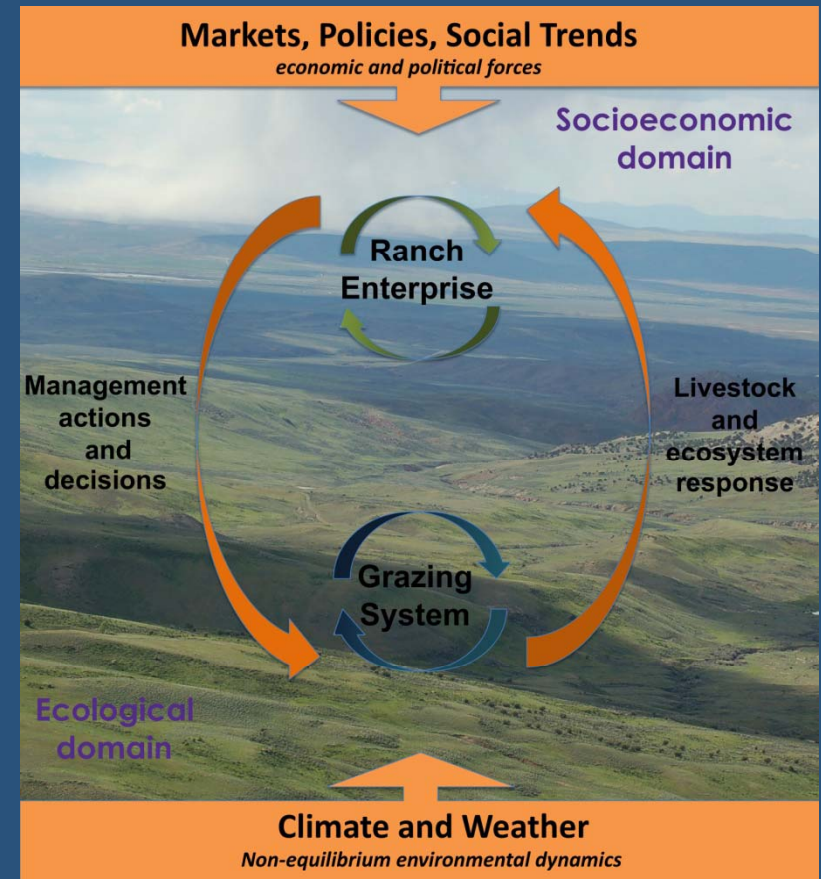 Markets, Policies, Social Trends
economic and political forces
Socioeconomic
domain
Ranch
Enterprise
Management
actions
and
decisions
Livestock
and
ecosystem
response
Grazing
System
Ecological
domain
Climate and Weather
Non-equilibrium environmental dynamics